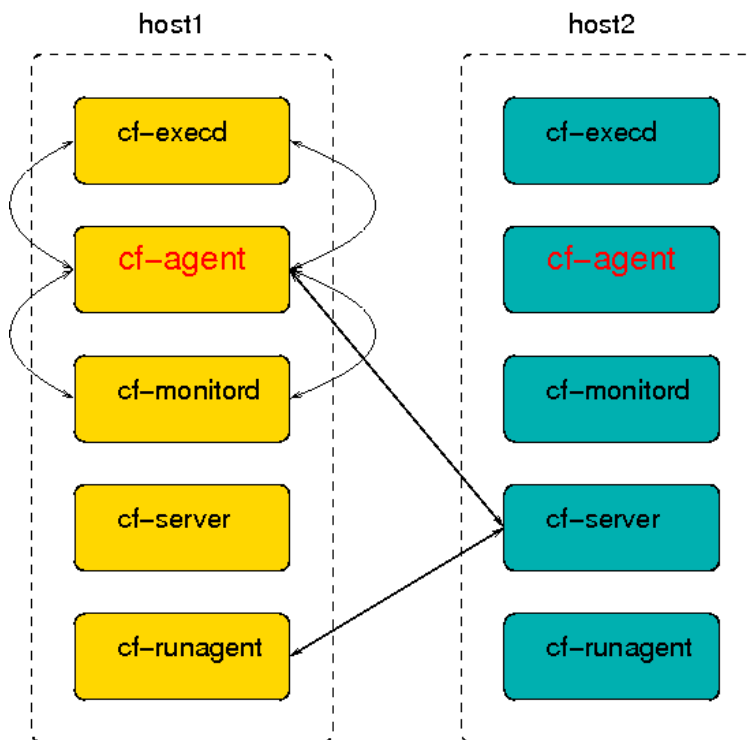 host1
host2
cf-execd
cf-agent
cf-monitord
cf-server
cf-runagent
cf-execd
cf-agent
cf-monitord
cf-server
cf-runagent